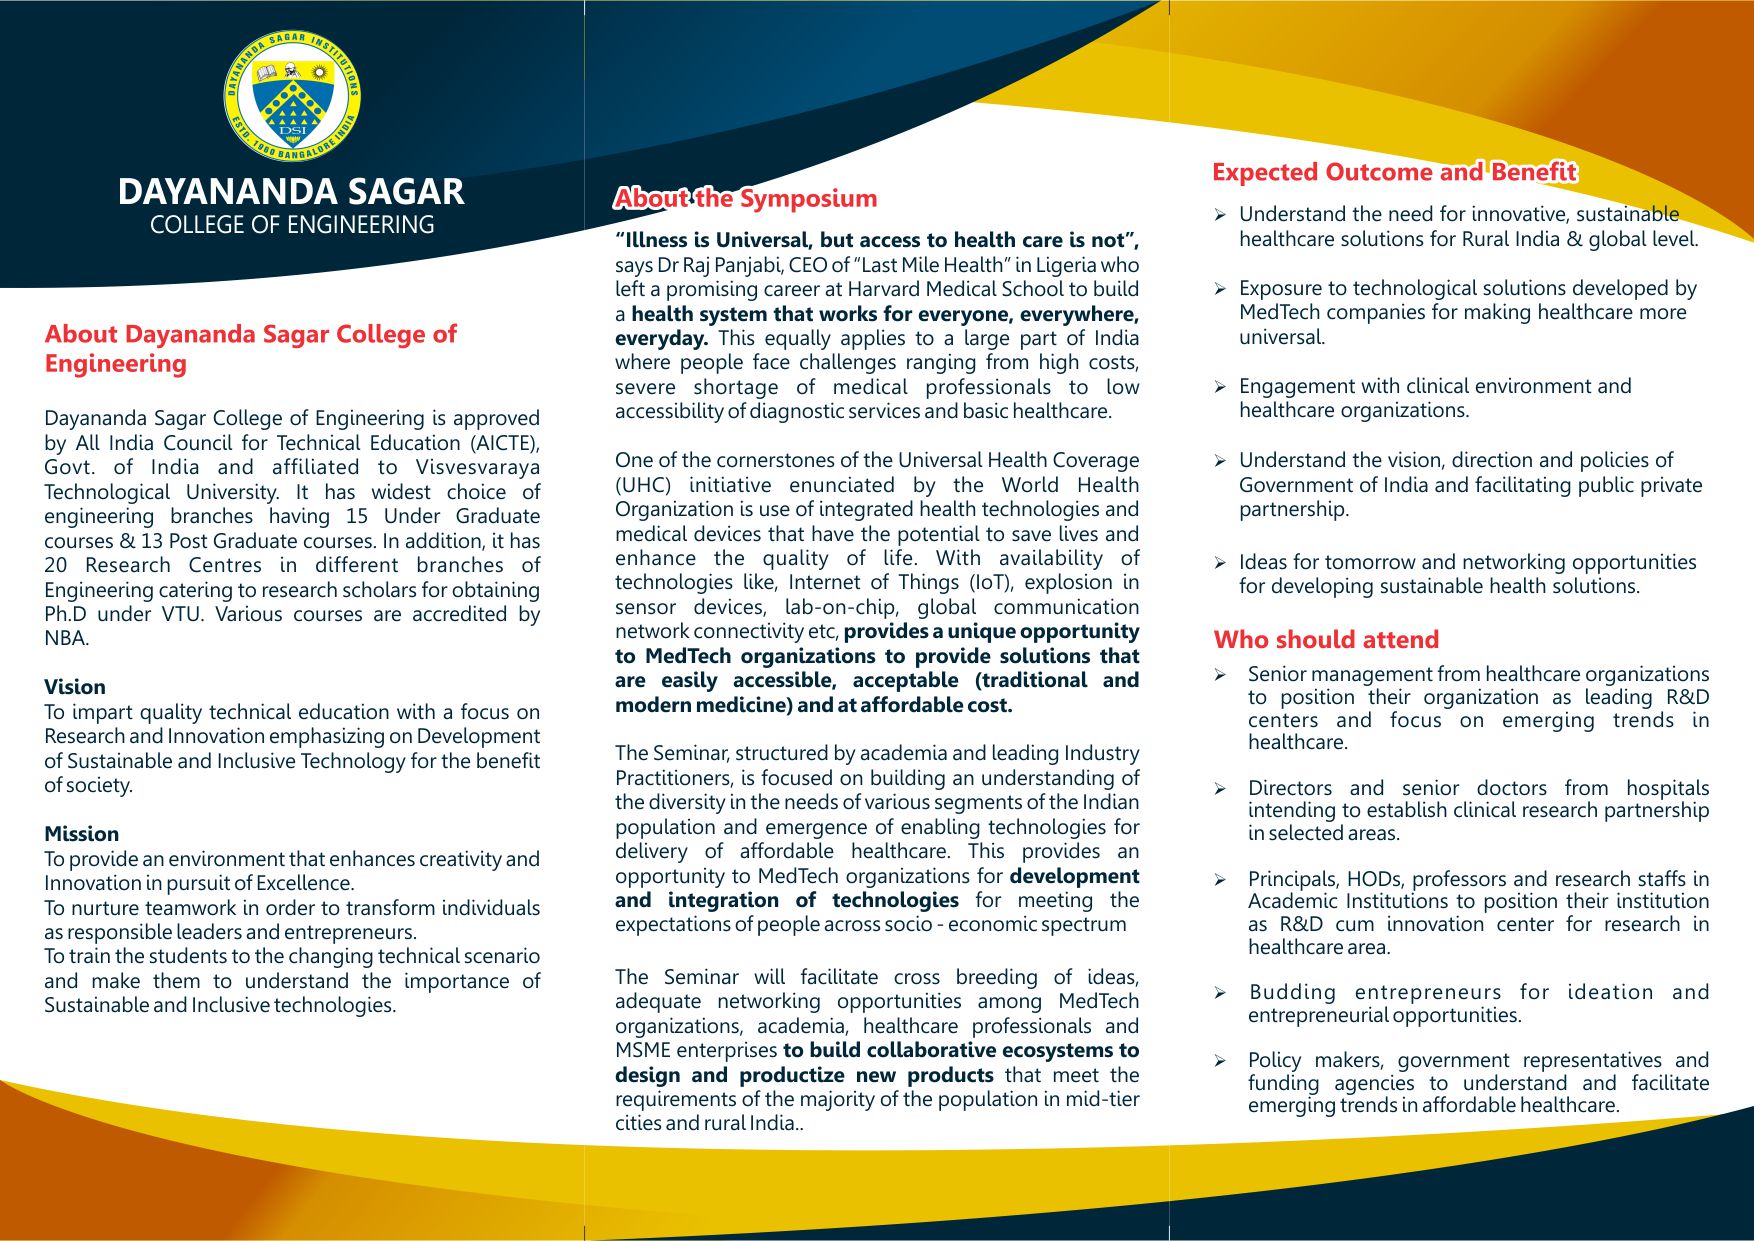 DAYANANDA SAGAR INSTITUTIONS
ESTD. 1960 BANGALORE INDIA
DSI
DAYANANDA SAGAR
COLLEGE OF ENGINEERING
About Dayananda Sagar College of
Engineering
Dayananda Sagar College of Engineering is approved
by All India Council for Technical Education (AICTE),
Govt. of India and affiliated to Visvesvaraya
Technological University. It has widest choice of
engineering branches having 15 Under Graduate
courses & 13 Post Graduate courses. In addition, it has
20 Research Centres in different branches of
Engineering catering to research scholars for obtaining
Ph.D under VTU. Various courses are accredited by
NBA.
Vision
To impart quality technical education with a focus on
Research and Innovation emphasizing on Development
of Sustainable and Inclusive Technology for the benefit
of society.
Mission
To provide an environment that enhances creativity and
Innovation in pursuit of Excellence.
To nurture teamwork in order to transform individuals
as responsible leaders and entrepreneurs.
To train the students to the changing technical scenario
and make them to understand the importance of
Sustainable and Inclusive technologies.
About the Symposium
“Illness is Universal, but access to health care is not”,
says Dr Raj Panjabi, CEO of “Last Mile Health” in Ligeria who
left a promising career at Harvard Medical School to build
a health system that works for everyone, everywhere,
everyday. This equally applies to a large part of India
where people face challenges ranging from high costs,
severe shortage of medical professionals to low
accessibility of diagnostic services and basic healthcare.
One of the cornerstones of the Universal Health Coverage
(UHC) initiative enunciated by the World Health
Organization is use of integrated health technologies and
medical devices that have the potential to save lives and
enhance the quality of life. With availability of
technologies like, Internet of Things (IoT), explosion in
sensor devices, lab-on-chip, global communication
network connectivity etc, provides a unique opportunity
to MedTech organizations to provide solutions that
are easily accessible, acceptable (traditional and
modern medicine) and at affordable cost.
The Seminar, structured by academia and leading Industry
Practitioners, is focused on building an understanding of
the diversity in the needs of various segments of the Indian
population and emergence of enabling technologies for
delivery of affordable healthcare. This provides an
opportunity to MedTech organizations for development
and integration of technologies for meeting the
expectations of people across socio - economic spectrum
The Seminar will facilitate cross breeding of ideas,
adequate networking opportunities among MedTech
organizations, academia, healthcare professionals and
MSME enterprises to build collaborative ecosystems to
design and productize new products that meet the
requirements of the majority of the population in mid-tier
cities and rural India..
Expected Outcome and Benefit
➢ Understand the need for innovative, sustainable
healthcare solutions for Rural India & global level.
➢ Exposure to technological solutions developed by
MedTech companies for making healthcare more
universal.
➢ Engagement with clinical environment and
healthcare organizations.
➢ Understand the vision, direction and policies of
Government of India and facilitating public private
partnership.
➢ Ideas for tomorrow and networking opportunities
for developing sustainable health solutions.
Who should attend
➢ Senior management from healthcare organizations
to position their organization as leading R&D
centers and focus on emerging trends in
healthcare.
➢ Directors and senior doctors from hospitals
intending to establish clinical research partnership
in selected areas.
➢ Principals, HODs, professors and research staffs in
Academic Institutions to position their institution
as R&D cum innovation center for research in
healthcare area.
➢ Budding entrepreneurs for ideation and
entrepreneurial opportunities.
➢ Policy makers, government representatives and
funding agencies to understand and facilitate
emerging trends in affordable healthcare.